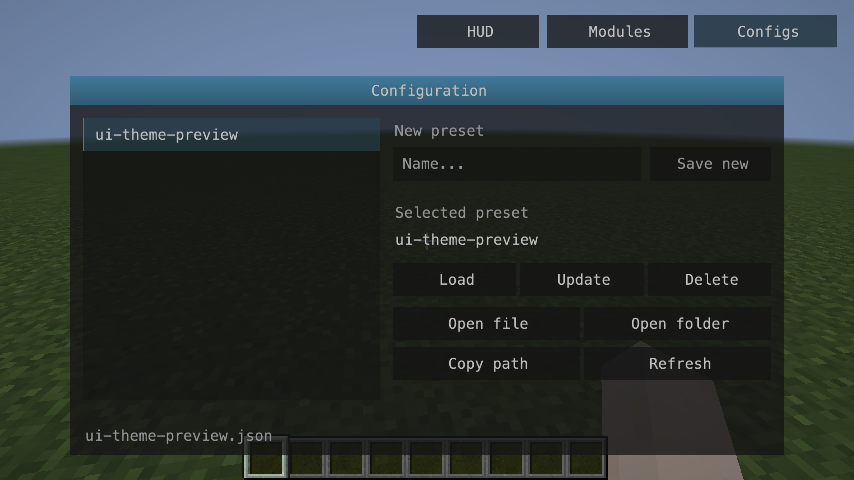 HUD
Modules
Configs
Configuration
ui-theme-preview
New preset
Name...
Save new
Selected preset
ui-theme-preview
Load
Update
Delete
Open file
Open folder
Copy path
Refresh
ui-theme-preview.json